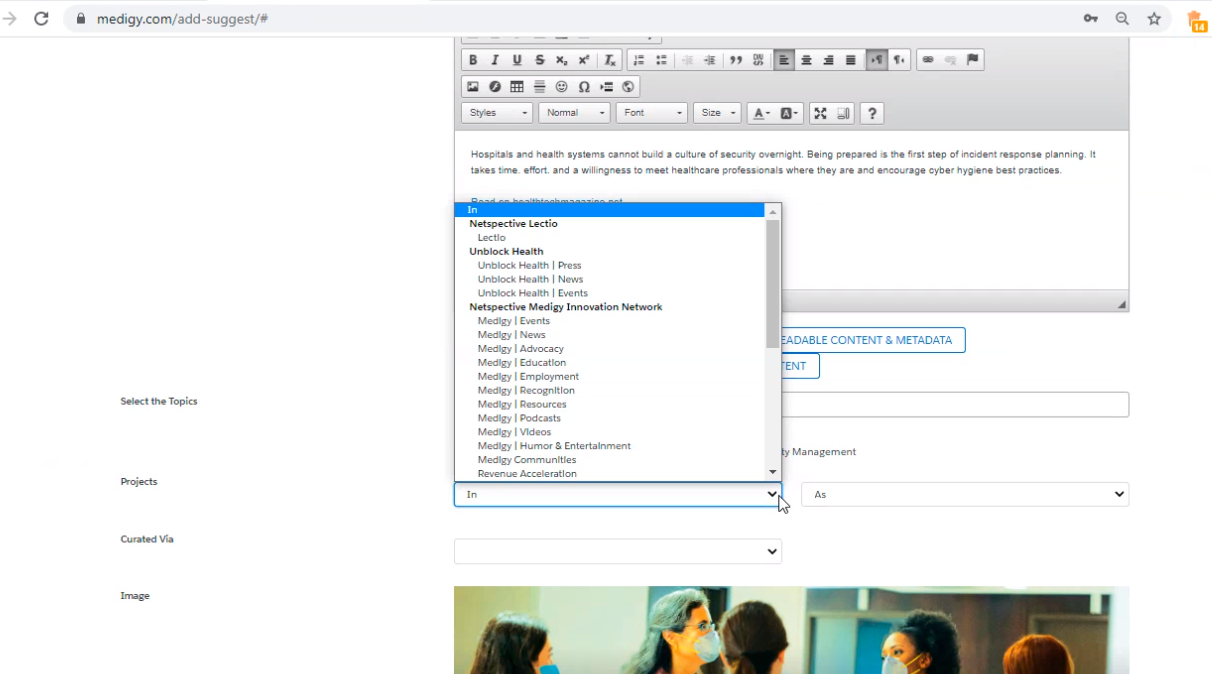 medigy.com/add-suggest/#
14
B I U S x₂ x² Tx
DIV
Styles Normal Font Size A A ?
Hospitals and health systems cannot build a culture of security overnight. Being prepared is the first step of incident response planning. It
takes time, effort, and a willingness to meet healthcare professionals where they are and encourage cyber hygiene best practices.
Read on healthtechmagazine.net
In
Netspective Lectio
Lectio
Unblock Health
Unblock Health | Press
Unblock Health | News
Unblock Health | Events
Netspective Medigy Innovation Network
Medigy | Events
Medigy | News
Medigy | Advocacy
Medigy | Education
Medigy | Employment
Medigy | Recognition
Medigy | Resources
Medigy | Podcasts
Medigy | Videos
Medigy | Humor & Entertainment
Medigy Communities
Revenue Acceleration
EADABLE CONTENT & METADATA
TENT
Select the Topics
ty Management
Projects
In
As
Curated Via
Image